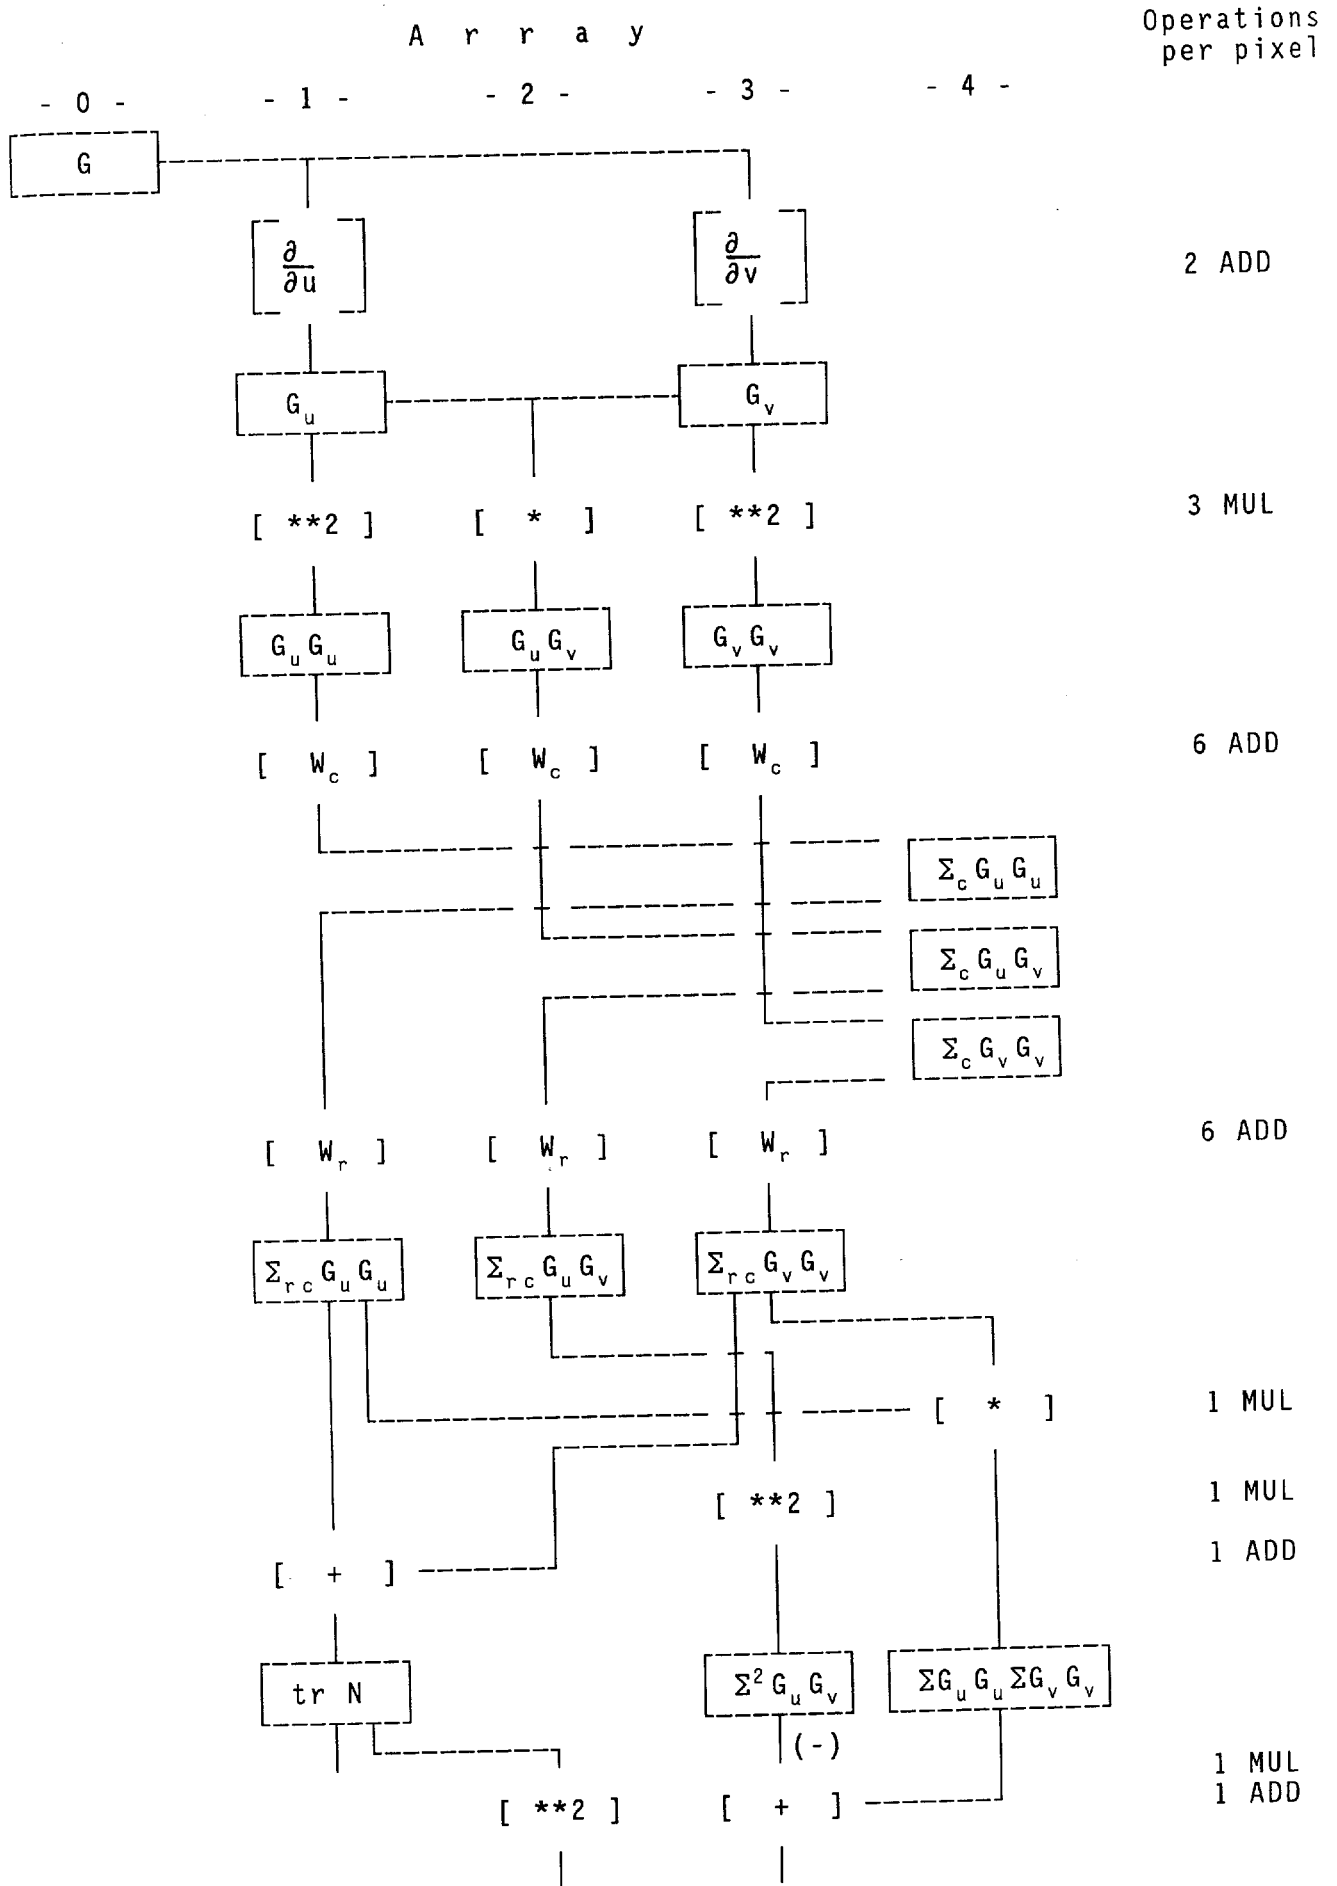 Operations
A r r a y
per pixel
- 0 - - 1 - - 2 - - 3 - - 4 -
G
∂
∂u
∂
∂v
2 ADD
G_u
G_v
[ **2 ] [ * ] [ **2 ] 3 MUL
G_u G_u G_u G_v G_v G_v
[ W_c ] [ W_c ] [ W_c ] 6 ADD
Σ_c G_u G_u
Σ_c G_u G_v
Σ_c G_v G_v
[ W_r ] [ W_r ] [ W_r ] 6 ADD
Σ_rc G_u G_u Σ_rc G_u G_v Σ_rc G_v G_v
[ * ] 1 MUL
[ **2 ] 1 MUL
[ + ] 1 ADD
tr N Σ² G_u G_v ΣG_u G_u ΣG_v G_v
(-)
1 MUL
[ **2 ] [ + ] 1 ADD